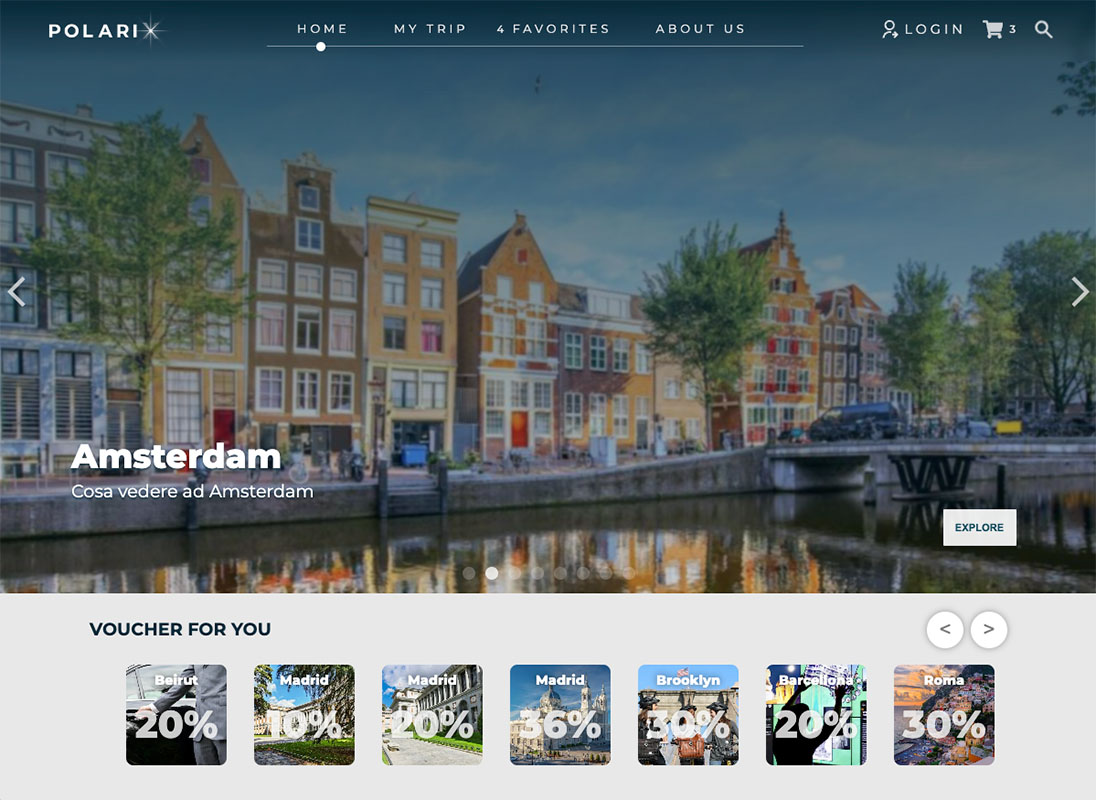 POLARI
HOME
MY TRIP
4 FAVORITES
ABOUT US
LOGIN
3
Amsterdam
Cosa vedere ad Amsterdam
EXPLORE
VOUCHER FOR YOU
< >
Beirut
20%
Madrid
10%
Madrid
20%
Madrid
36%
Brooklyn
30%
Barcellona
20%
Roma
30%